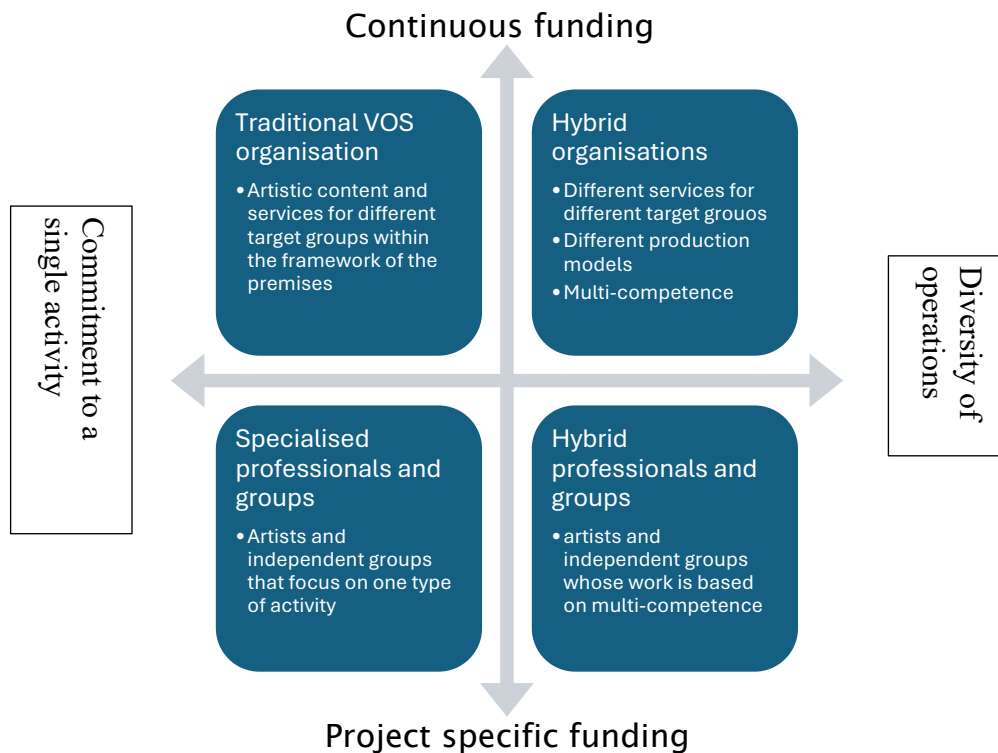 Continuous funding
Traditional VOS
organisation
•Artistic content and
services for different
target groups within
the framework of the
premises
Hybrid
organisations
•Different services for
different target grouos
•Different production
models
•Multi-competence
Commitment to a
single activity
Diversity of
operations
Specialised
professionals and
groups
•Artists and
independent groups
that focus on one type
of activity
Hybrid
professionals and
groups
•artists and
independent groups
whose work is based
on multi-competence
Project specific funding